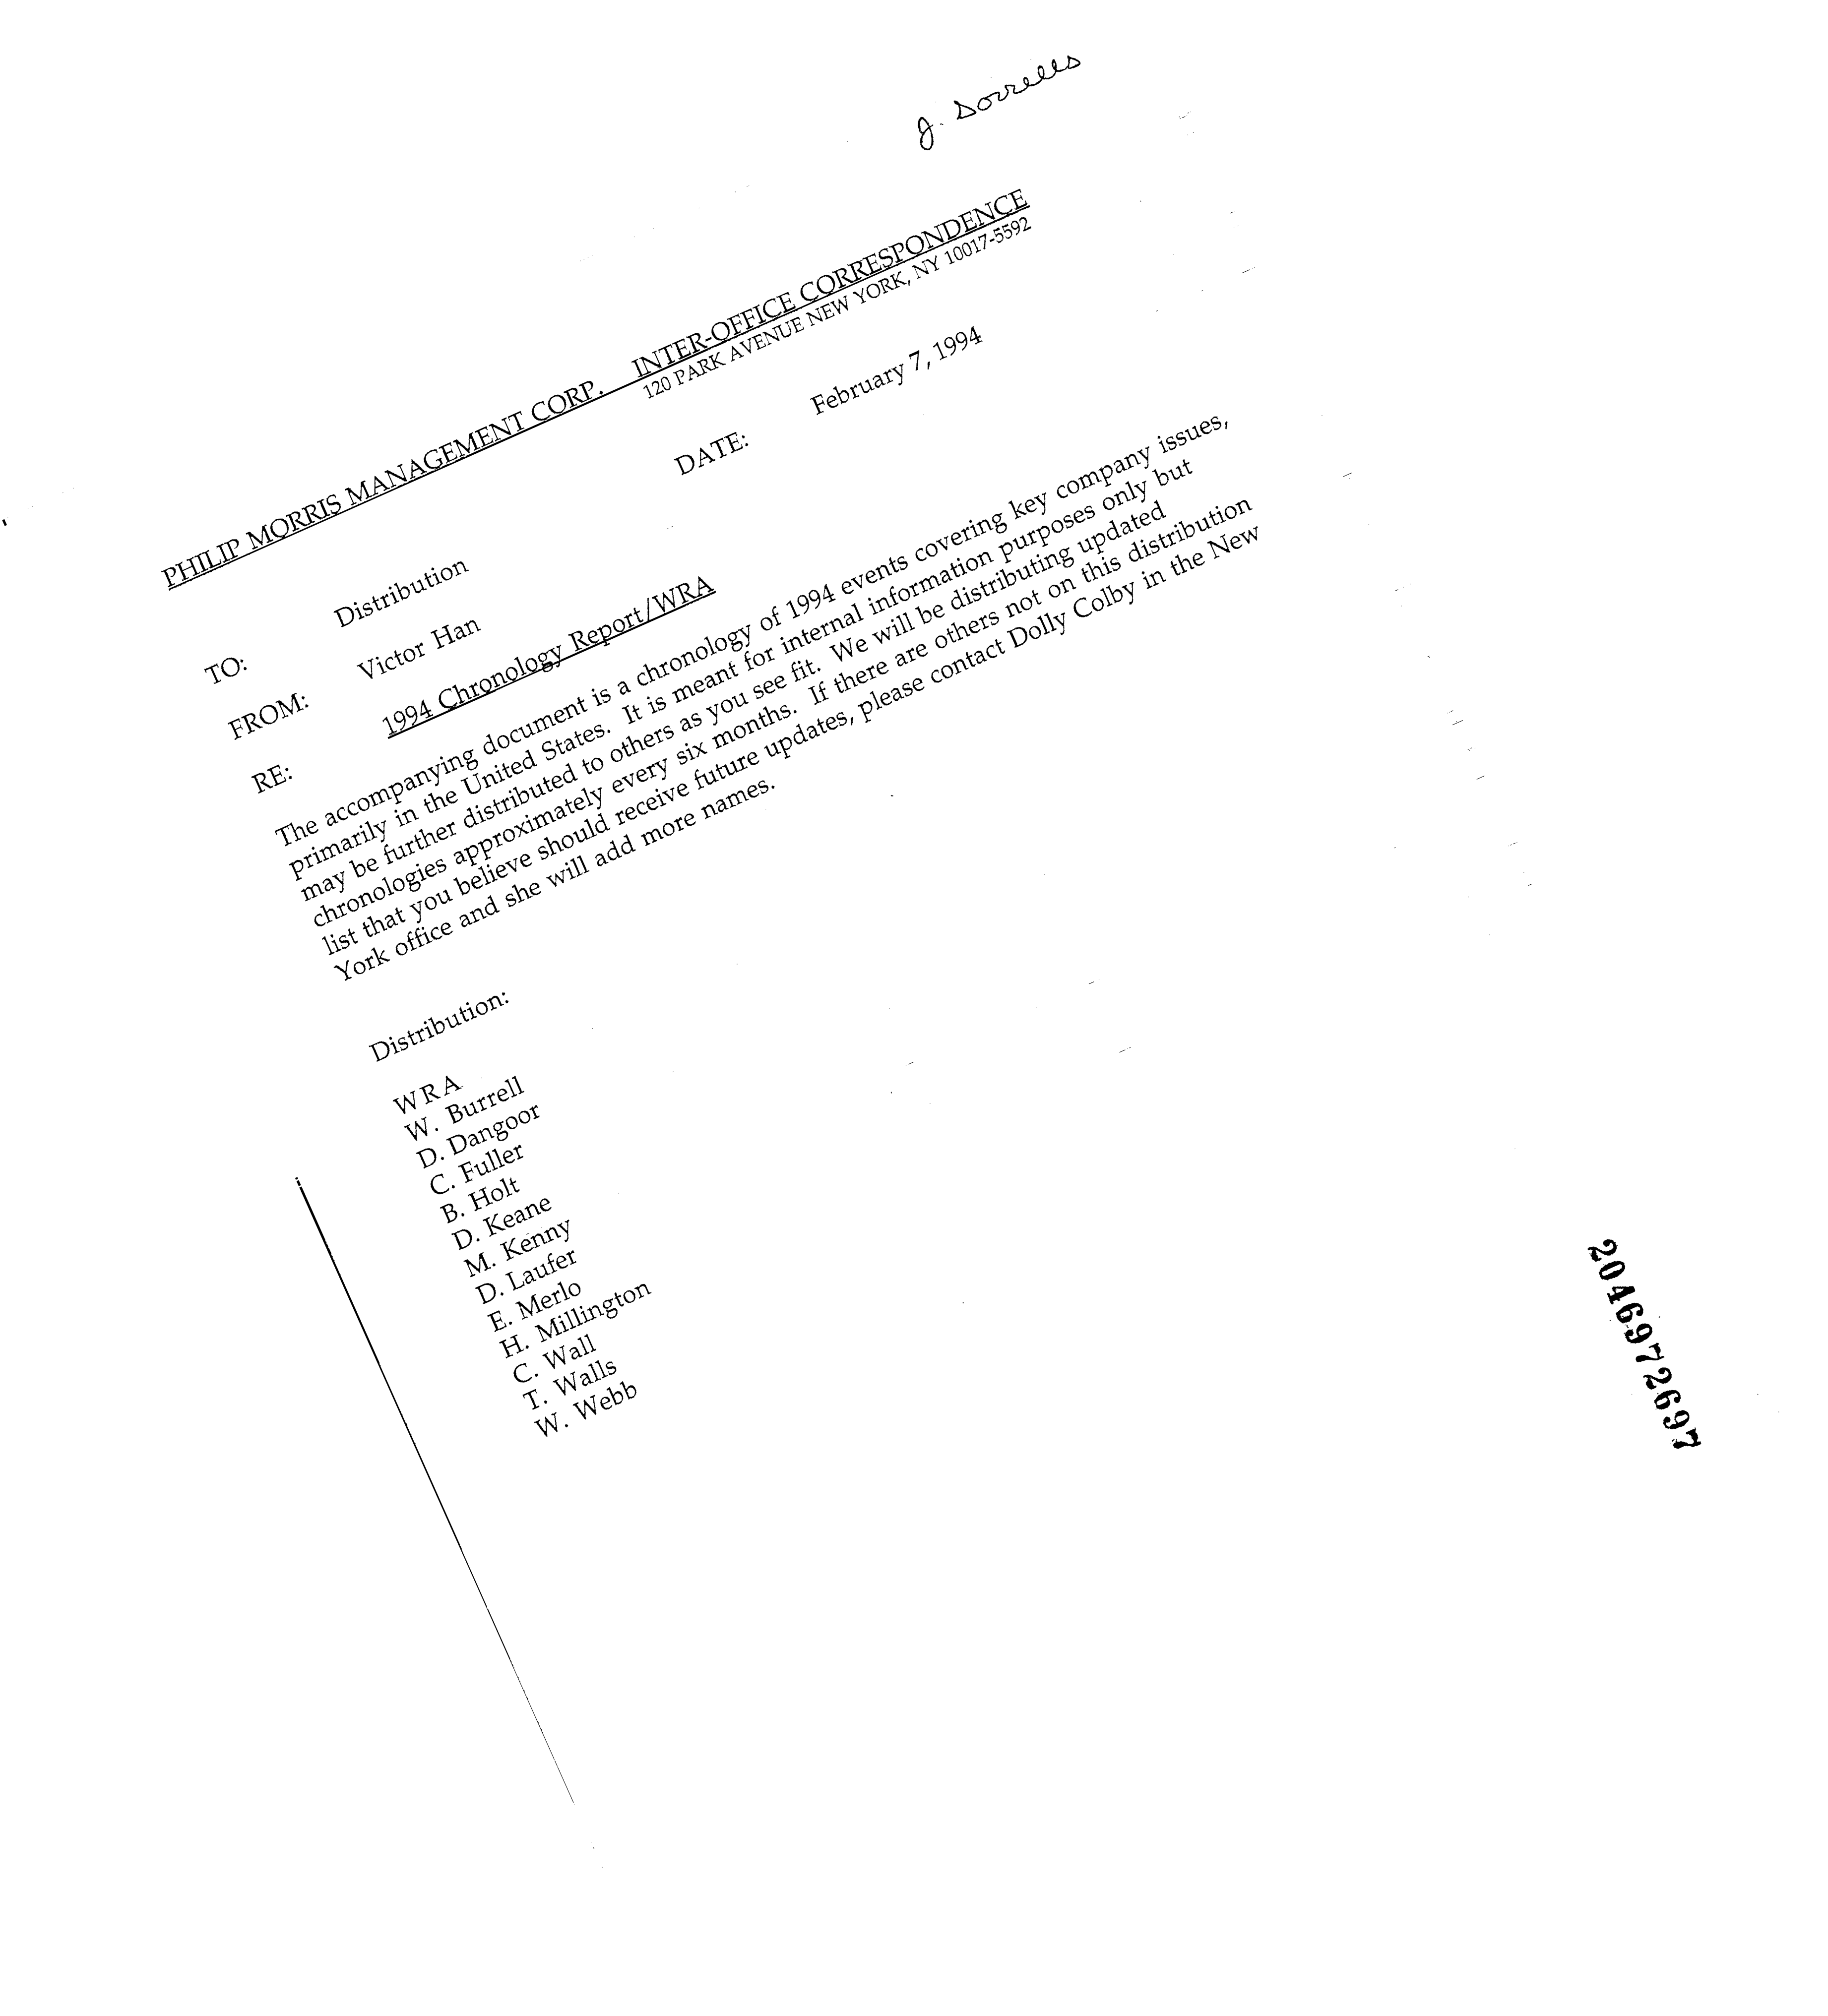 J. Sorrells
PHILIP MORRIS MANAGEMENT CORP. INTER-OFFICE CORRESPONDENCE
120 PARK AVENUE NEW YORK, NY 10017-5592
TO: Distribution DATE: February 7, 1994
FROM: Victor Han
RE: 1994 Chronology Report/WRA
The accompanying document is a chronology of 1994 events covering key company issues,
primarily in the United States. It is meant for internal information purposes only but
may be further distributed to others as you see fit. We will be distributing updated
chronologies approximately every six months. If there are others not on this distribution
list that you believe should receive future updates, please contact Dolly Colby in the New
York office and she will add more names.
Distribution:
WRA
W. Burrell
D. Dangoor
C. Fuller
B. Holt
D. Keane
M. Kenny
D. Laufer
E. Merlo
H. Millington
C. Wall
T. Walls
W. Webb
2046972697